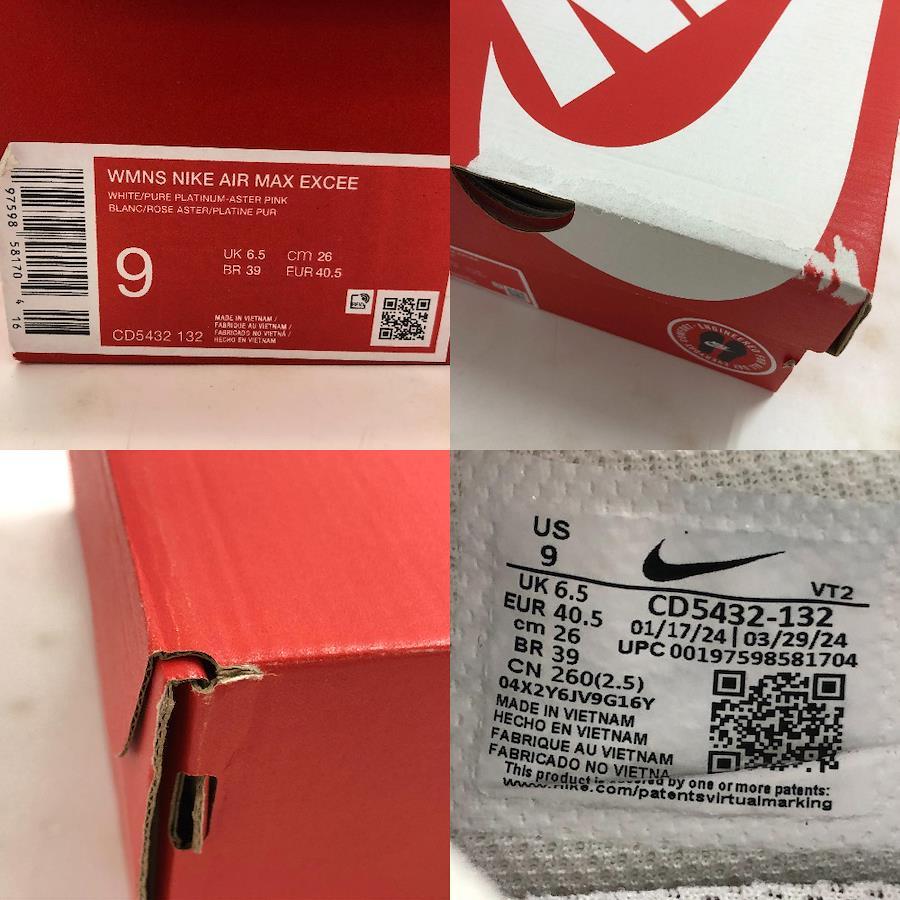 WMNS NIKE AIR MAX EXCEE
WHITE/PURE PLATINUM-ASTER PINK
BLANC/ROSE ASTER/PLATINE PUR
9
UK 6.5 cm 26
BR 39 EUR 40.5
MADE IN VIETNAM /
FABRIQUE AU VIETNAM /
FABRICADO NO VIETNÃ /
HECHO EN VIETNAM
CD5432 132
97598 58170 4 16
ENGINEERED
US
9
VT2
UK 6.5
EUR 40.5
cm 26
BR 39
CN 260(2.5)
CD5432-132
01/17/24 | 03/29/24
UPC 00197598581704
04X2Y6JV9G16Y
MADE IN VIETNAM
HECHO EN VIETNAM
FABRIQUE AU VIETNAM
FABRICADO NO VIETNA
This product is covered by one or more patents:
www.nike.com/patentsvirtualmarking